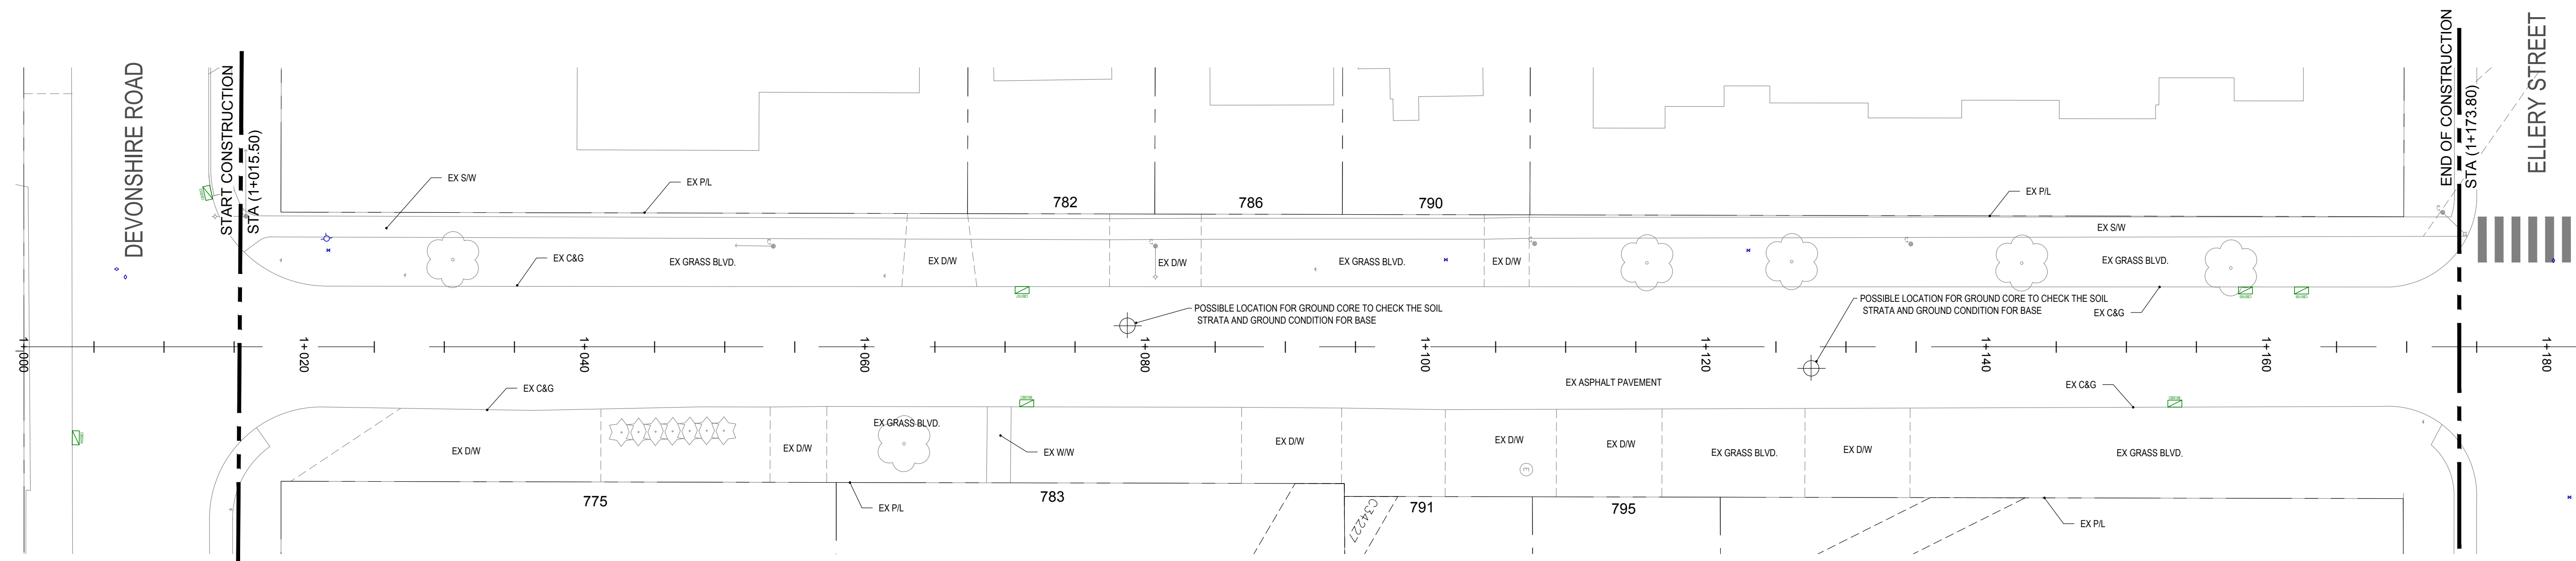 DEVONSHIRE ROAD
START CONSTRUCTION
STA (1+015.50)
END OF CONSTRUCTION
STA (1+173.80)
ELLERY STREET
EX S/W
EX P/L
782
786
790
EX P/L
EX S/W
EX C&G
EX GRASS BLVD.
EX D/W
EX D/W
EX GRASS BLVD.
EX D/W
EX GRASS BLVD.
POSSIBLE LOCATION FOR GROUND CORE TO CHECK THE SOIL
STRATA AND GROUND CONDITION FOR BASE
POSSIBLE LOCATION FOR GROUND CORE TO CHECK THE SOIL
STRATA AND GROUND CONDITION FOR BASE
EX C&G
1+000
1+020
1+040
1+060
1+080
1+100
1+120
1+140
1+160
1+180
EX C&G
EX ASPHALT PAVEMENT
EX C&G
EX D/W
EX D/W
EX GRASS BLVD.
EX W/W
EX D/W
EX D/W
EX D/W
EX GRASS BLVD.
EX D/W
EX GRASS BLVD.
775
EX P/L
783
C34227
791
795
EX P/L